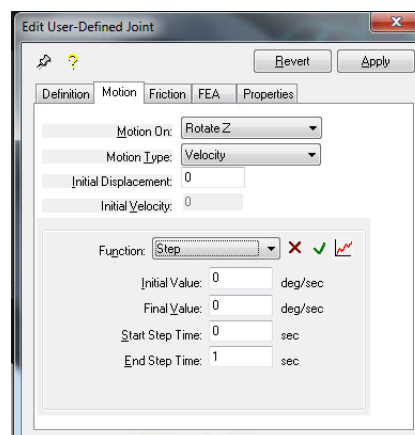 Edit User-Defined Joint
x
? Revert Apply
Definition Motion Friction FEA Properties
Motion On: Rotate Z
Motion Type: Velocity
Initial Displacement: 0
Initial Velocity: 0
Function: Step
Initial Value: 0 deg/sec
Final Value: 0 deg/sec
Start Step Time: 0 sec
End Step Time: 1 sec